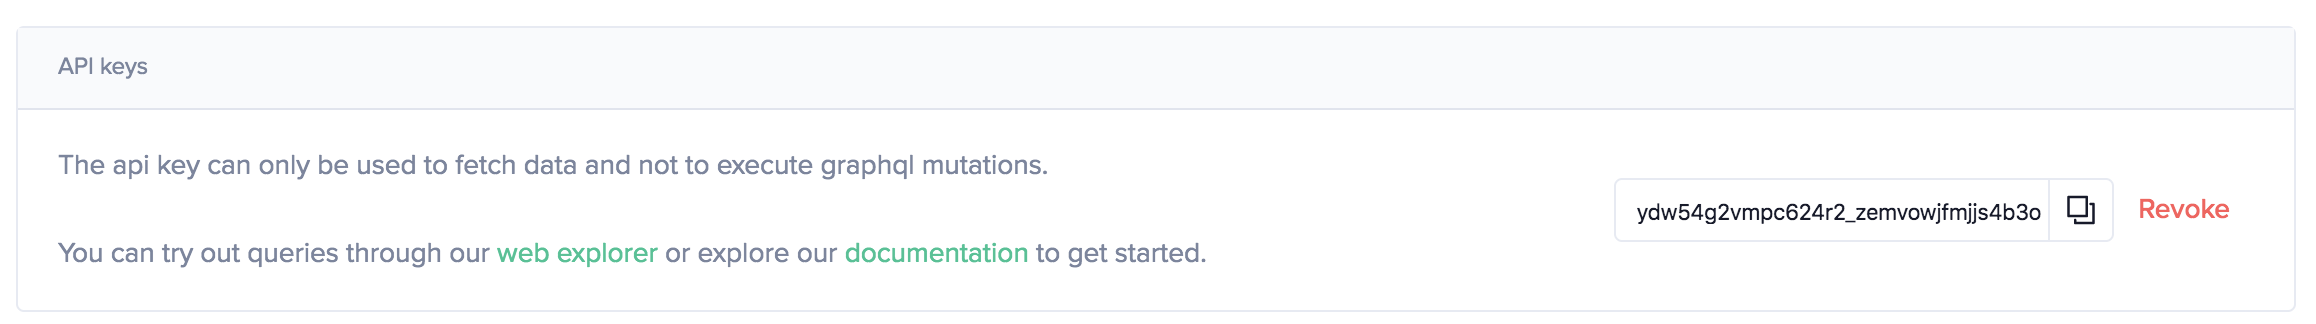 API keys
The api key can only be used to fetch data and not to execute graphql mutations.
ydw54g2vmpc624r2_zemvowjfmjjs4b3o
Revoke
You can try out queries through our web explorer or explore our documentation to get started.